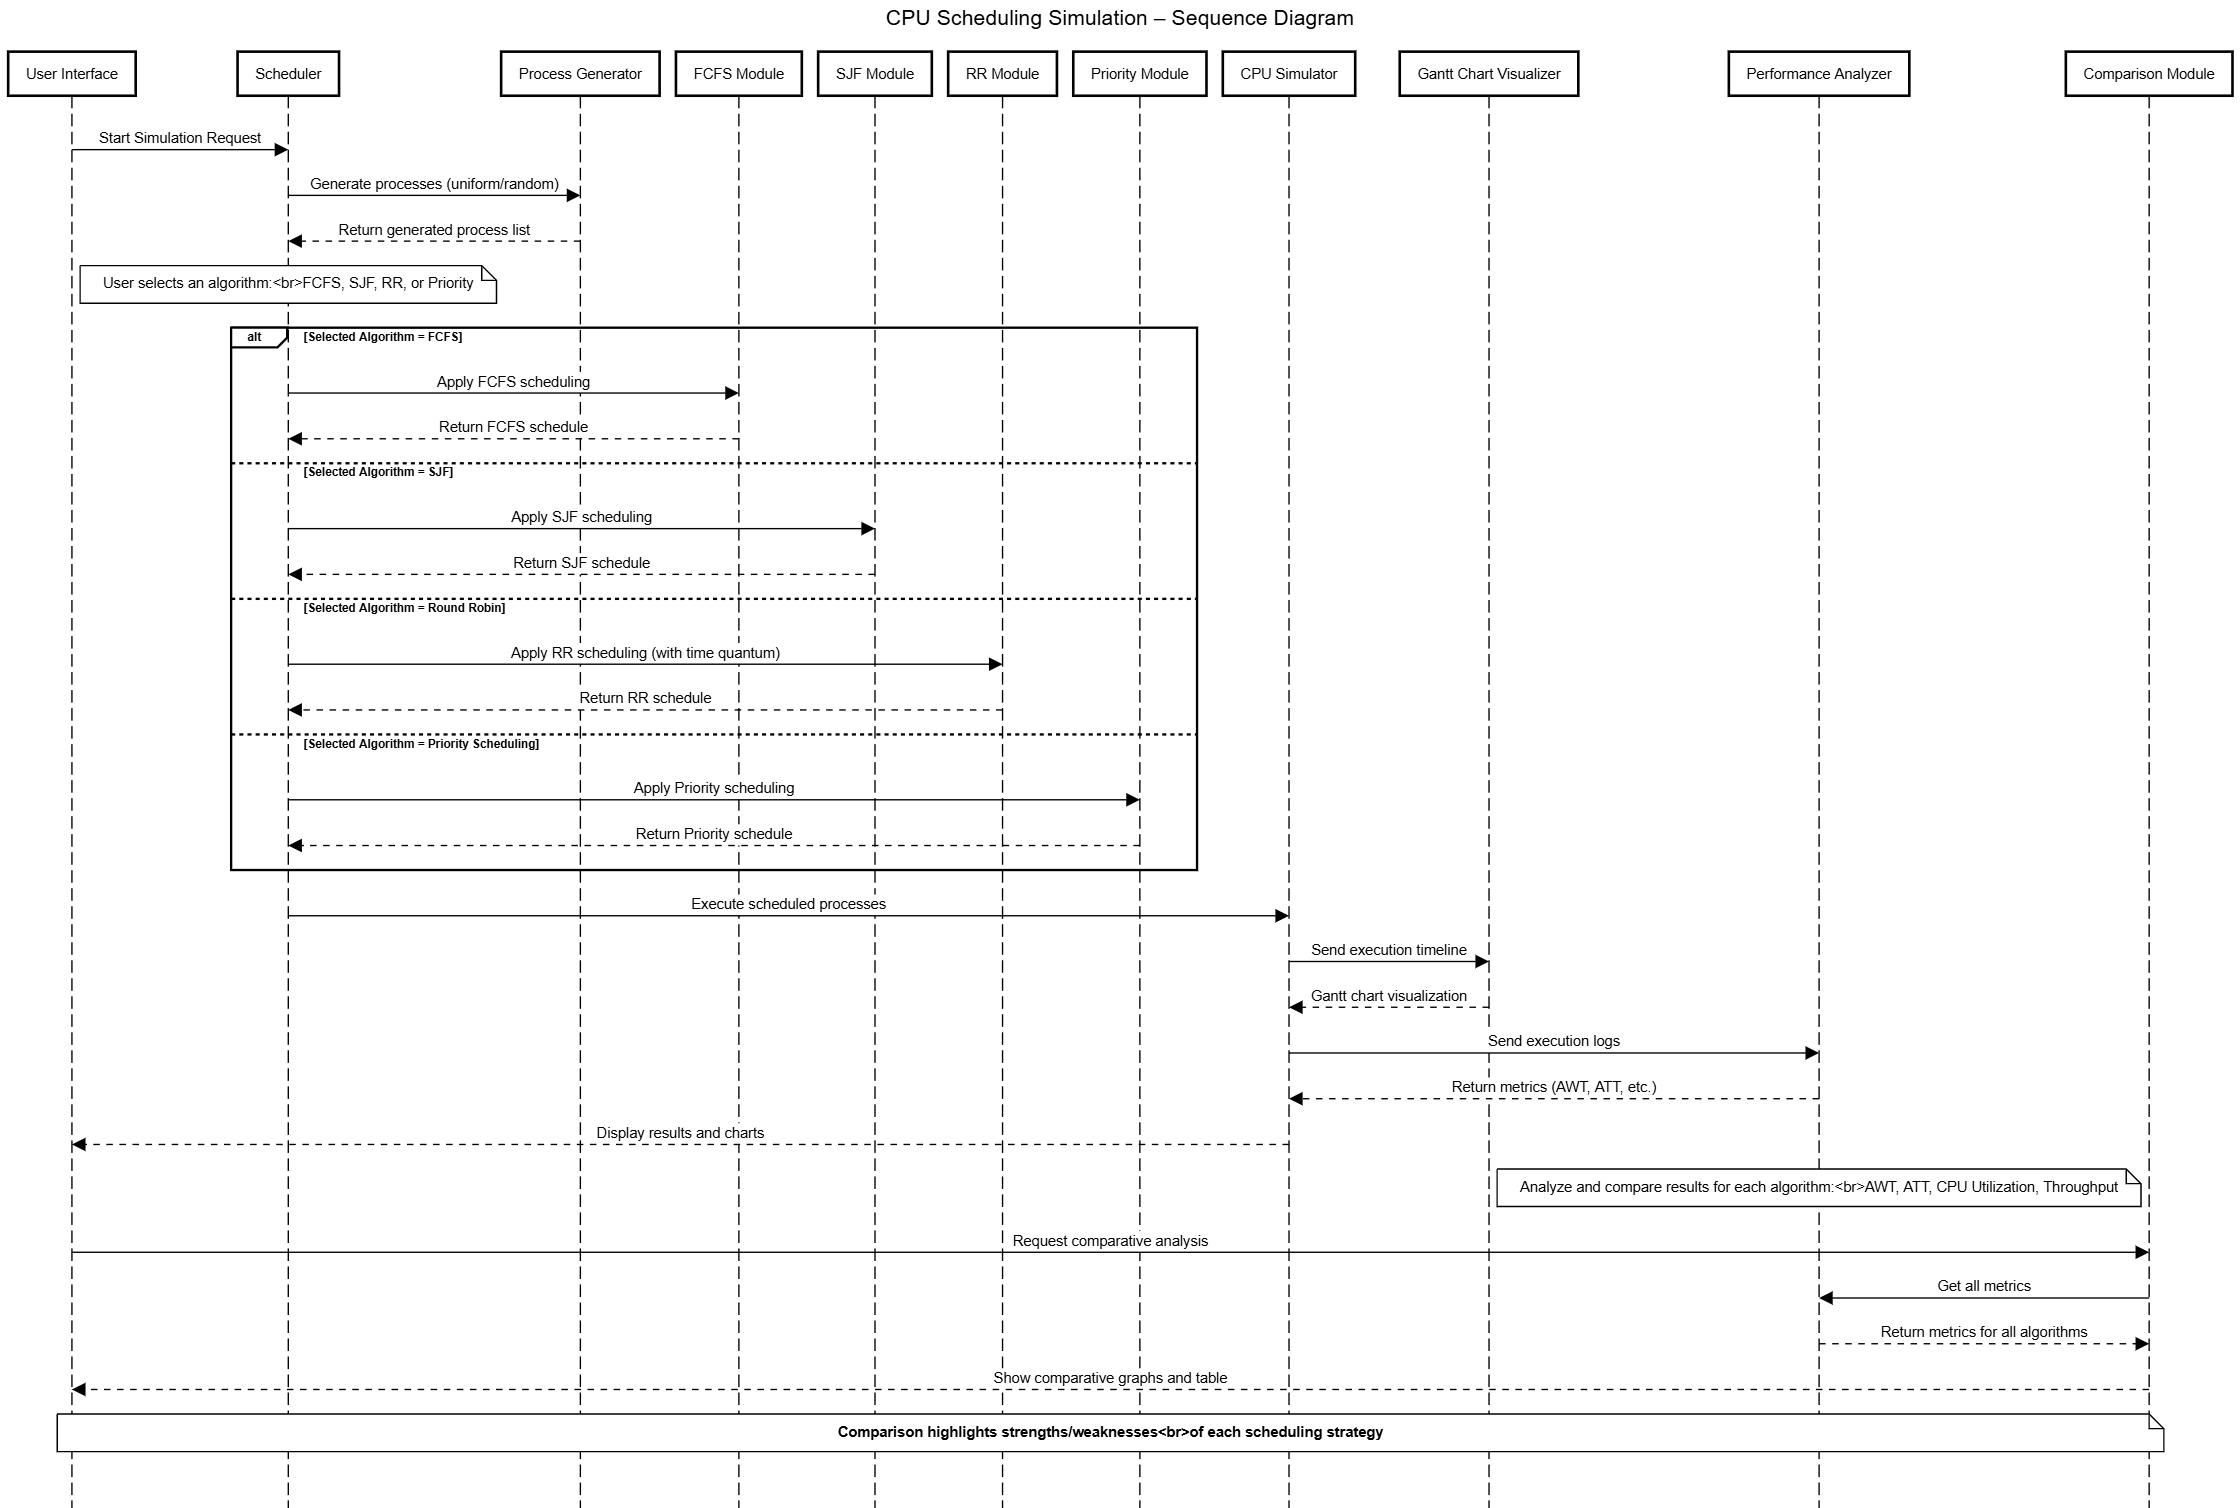 CPU Scheduling Simulation – Sequence Diagram
User Interface
Scheduler
Process Generator
FCFS Module
SJF Module
RR Module
Priority Module
CPU Simulator
Gantt Chart Visualizer
Performance Analyzer
Comparison Module
Start Simulation Request
Generate processes (uniform/random)
Return generated process list
User selects an algorithm:<br>FCFS, SJF, RR, or Priority
alt
[Selected Algorithm = FCFS]
Apply FCFS scheduling
Return FCFS schedule
[Selected Algorithm = SJF]
Apply SJF scheduling
Return SJF schedule
[Selected Algorithm = Round Robin]
Apply RR scheduling (with time quantum)
Return RR schedule
[Selected Algorithm = Priority Scheduling]
Apply Priority scheduling
Return Priority schedule
Execute scheduled processes
Send execution timeline
Gantt chart visualization
Send execution logs
Return metrics (AWT, ATT, etc.)
Display results and charts
Analyze and compare results for each algorithm:<br>AWT, ATT, CPU Utilization, Throughput
Request comparative analysis
Get all metrics
Return metrics for all algorithms
Show comparative graphs and table
Comparison highlights strengths/weaknesses<br>of each scheduling strategy